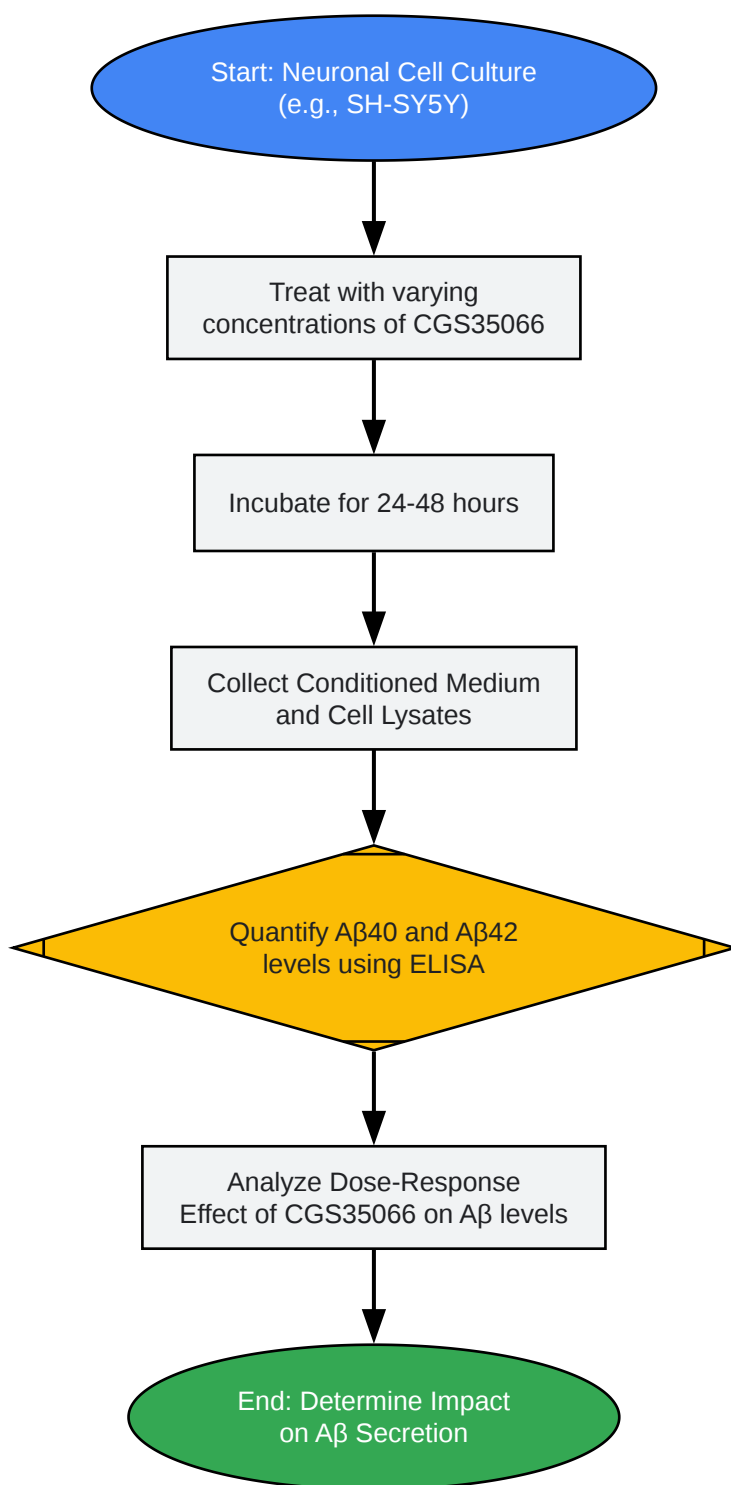 Start: Neuronal Cell Culture
(e.g., SH-SY5Y)
Treat with varying
concentrations of CGS35066
Incubate for 24-48 hours
Collect Conditioned Medium
and Cell Lysates
Quantify Aβ40 and Aβ42
levels using ELISA
Analyze Dose-Response
Effect of CGS35066 on Aβ levels
End: Determine Impact
on Aβ Secretion